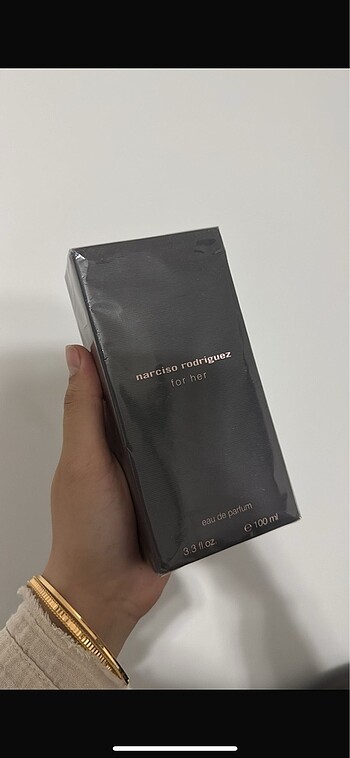 narciso rodriguez
for her
eau de parfum
3.3 fl.oz. ℮ 100 ml